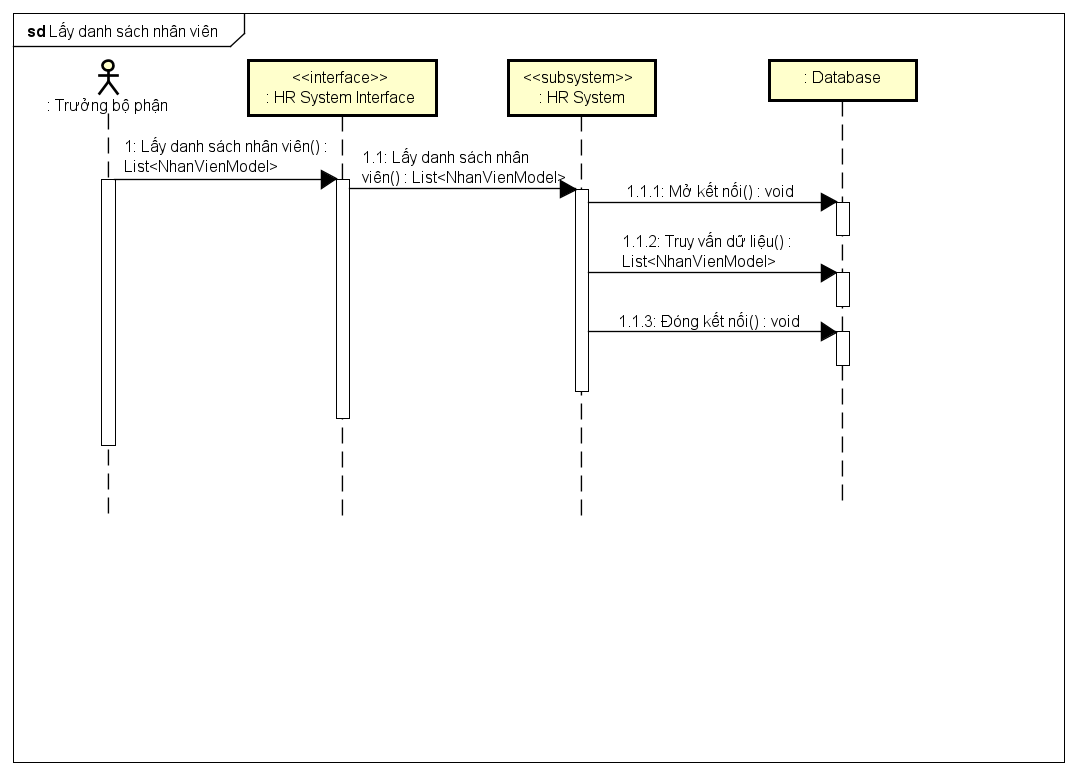 sd Lấy danh sách nhân viên
: Trưởng bộ phận
<<interface>>
: HR System Interface
<<subsystem>>
: HR System
: Database
1: Lấy danh sách nhân viên() :
List<NhanVienModel>
1.1: Lấy danh sách nhân
viên() : List<NhanVienModel>
1.1.1: Mở kết nối() : void
1.1.2: Truy vấn dữ liệu() :
List<NhanVienModel>
1.1.3: Đóng kết nối() : void